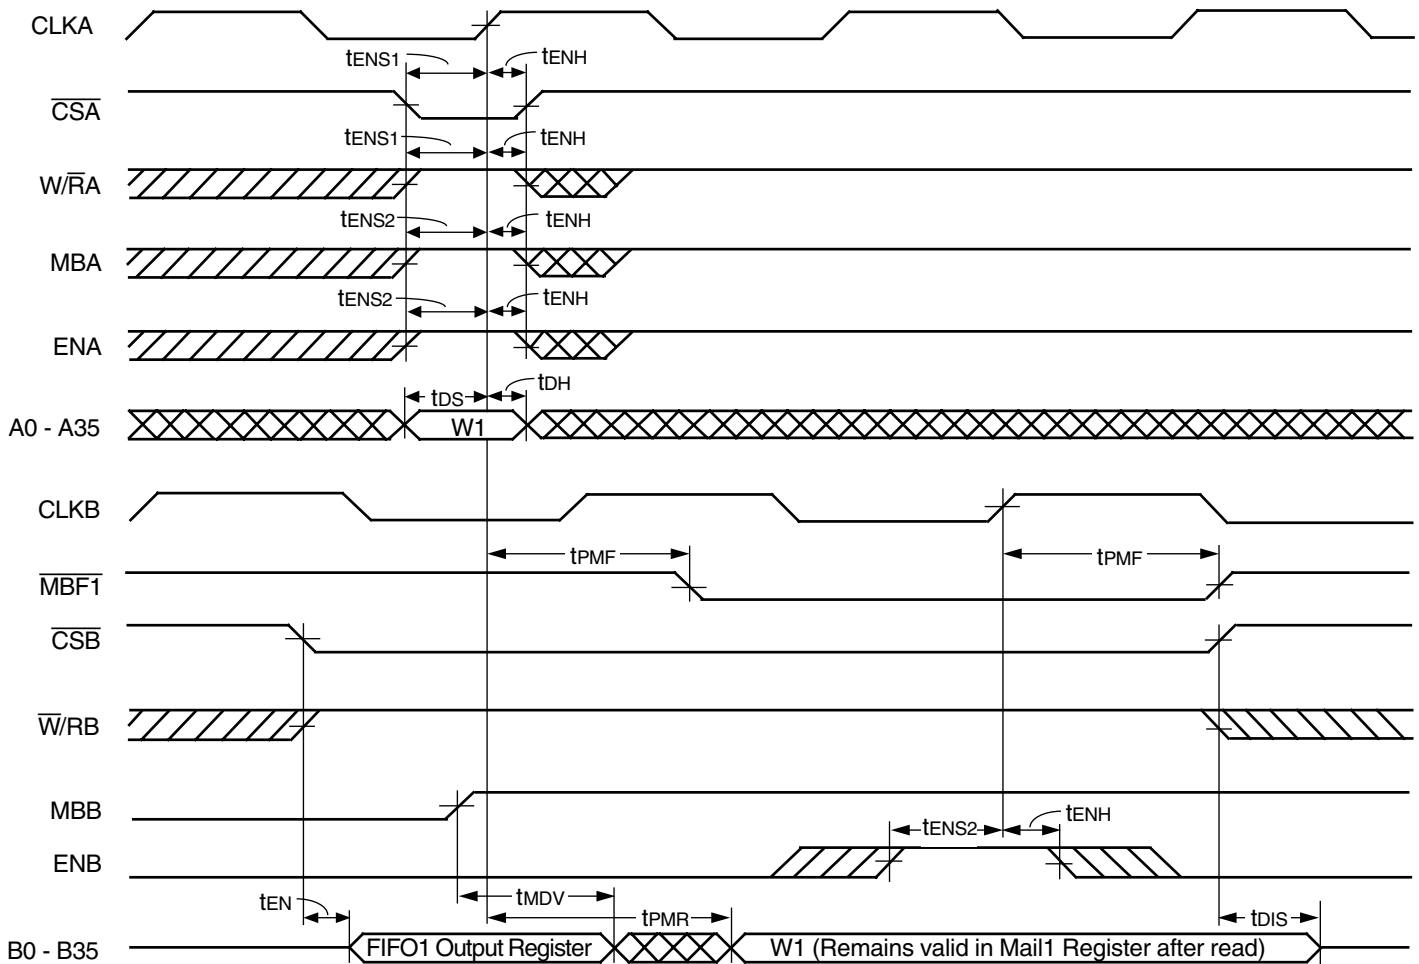 CLKA
tENS1 tENH
CSA
tENS1 tENH
W/RA
tENS2 tENH
MBA
tENS2 tENH
ENA
tDS tDH
A0 - A35 W1
CLKB
tPMF tPMF
MBF1
CSB
W/RB
MBB
tENS2 tENH
ENB
tEN tMDV
tPMR tDIS
B0 - B35 FIFO1 Output Register W1 (Remains valid in Mail1 Register after read)